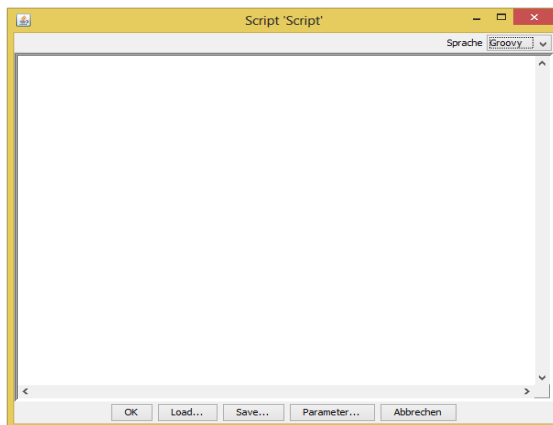 Script 'Script'
Sprache Groovy
OK Load... Save... Parameter... Abbrechen